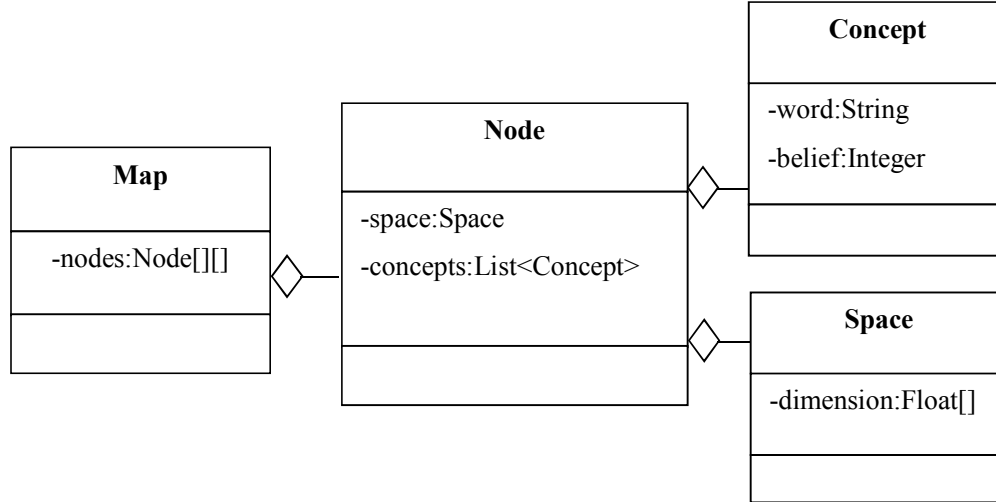 Map
-nodes:Node[][]
Node
-space:Space
-concepts:List<Concept>
Concept
-word:String
-belief:Integer
Space
-dimension:Float[]